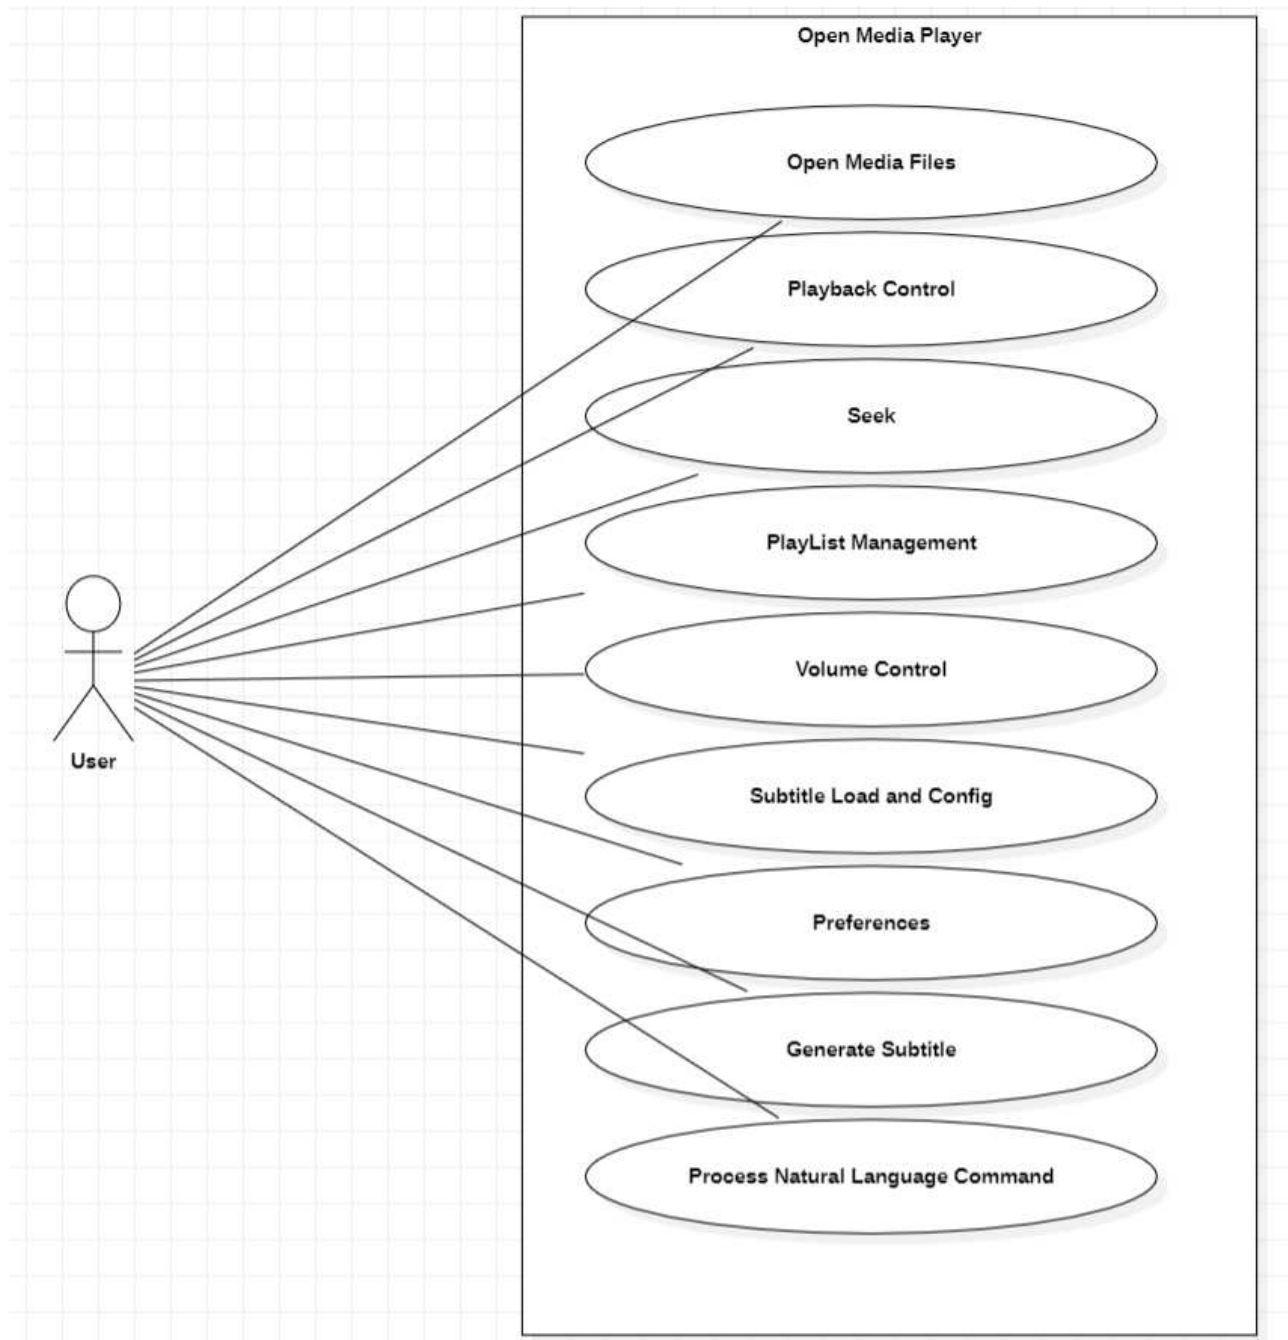 Open Media Player
Open Media Files
Playback Control
Seek
PlayList Management
Volume Control
User
Subtitle Load and Config
Preferences
Generate Subtitle
Process Natural Language Command